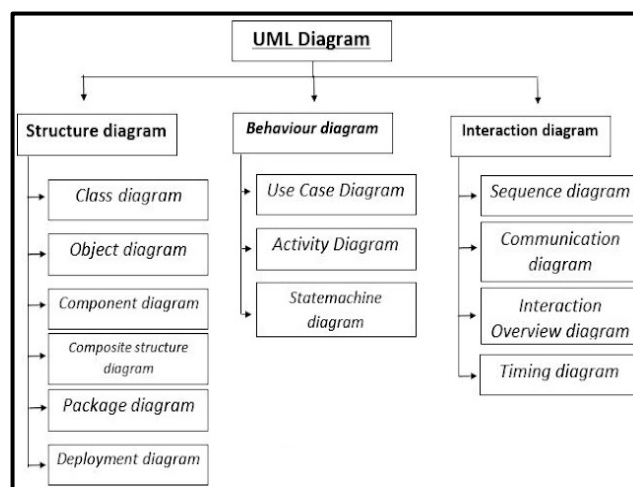 UML Diagram
Structure diagram
Class diagram
Object diagram
Component diagram
Composite structure
diagram
Package diagram
Deployment diagram
Behaviour diagram
Use Case Diagram
Activity Diagram
Statemachine
diagram
Interaction diagram
Sequence diagram
Communication
diagram
Interaction
Overview diagram
Timing diagram